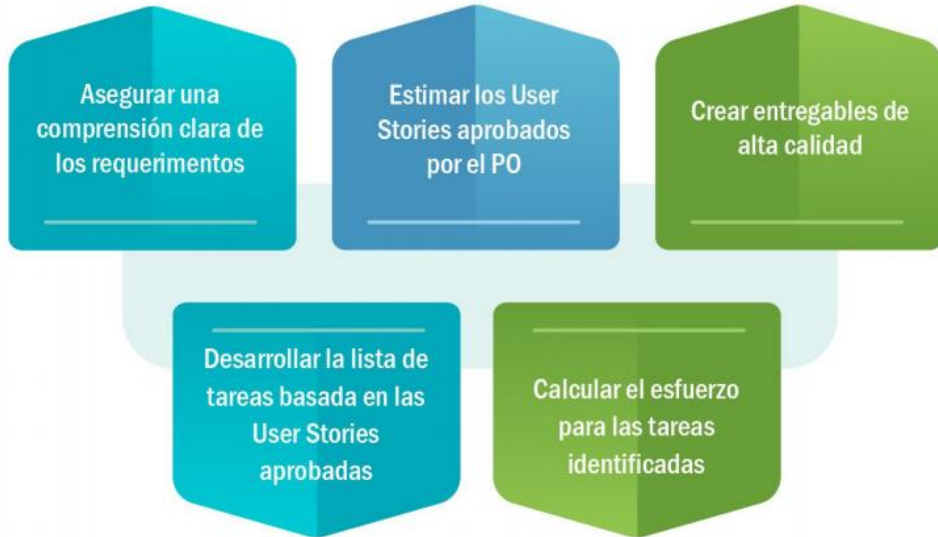 Asegurar una
comprensión clara de
los requerimentos
Estimar los User
Stories aprobados
por el PO
Crear entregables de
alta calidad
Desarrollar la lista de
tareas basada en las
User Stories
aprobadas
Calcular el esfuerzo
para las tareas
identificadas